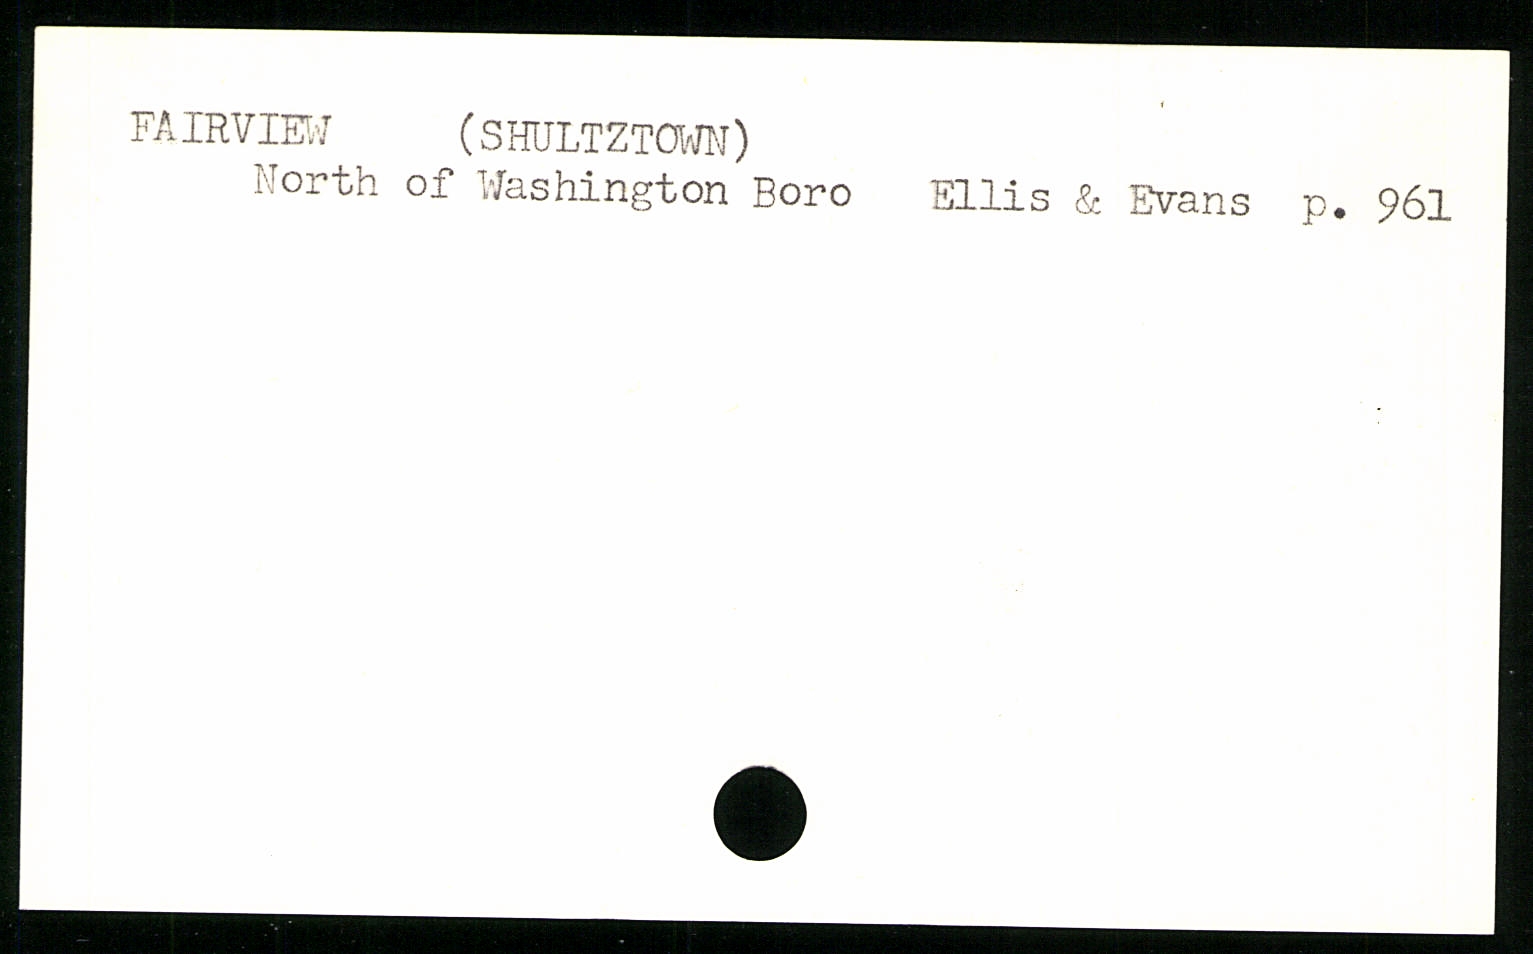 FAIRVIEW (SHULTZTOWN)
North of Washington Boro Ellis & Evans p. 961